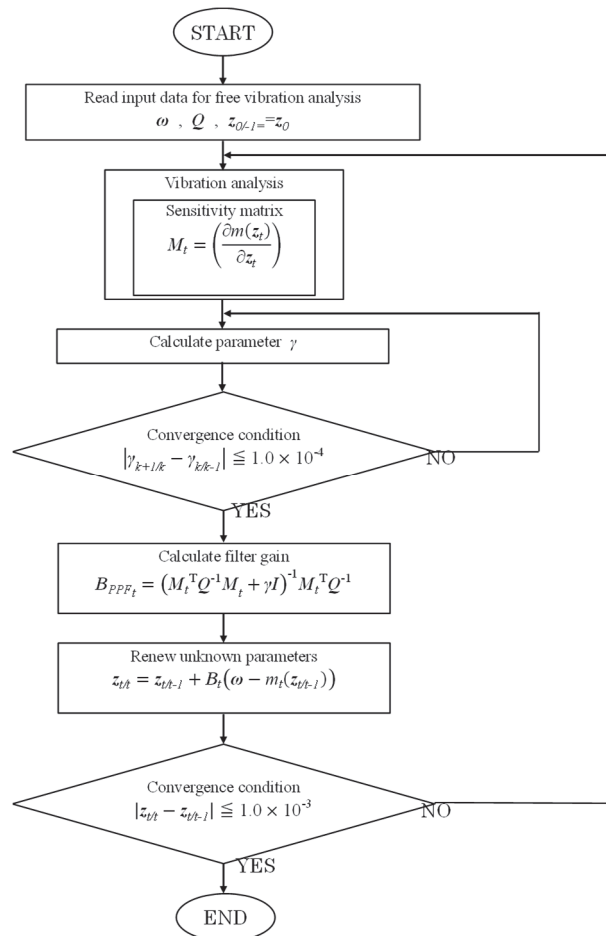 START
Read input data for free vibration analysis
ω , Q , z0/-1==z0
Vibration analysis
Sensitivity matrix
Mt = (∂m(zt)/∂zt)
Calculate parameter γ
Convergence condition
|γk+1/k − γk/k-1| ≦ 1.0 × 10-4
NO
YES
Calculate filter gain
BPPFt = (MtTQ-1Mt + γI)-1MtTQ-1
Renew unknown parameters
zt/t = zt/t-1 + Bt(ω − mt(zt/t-1))
Convergence condition
|zt/t − zt/t-1| ≦ 1.0 × 10-3
NO
YES
END